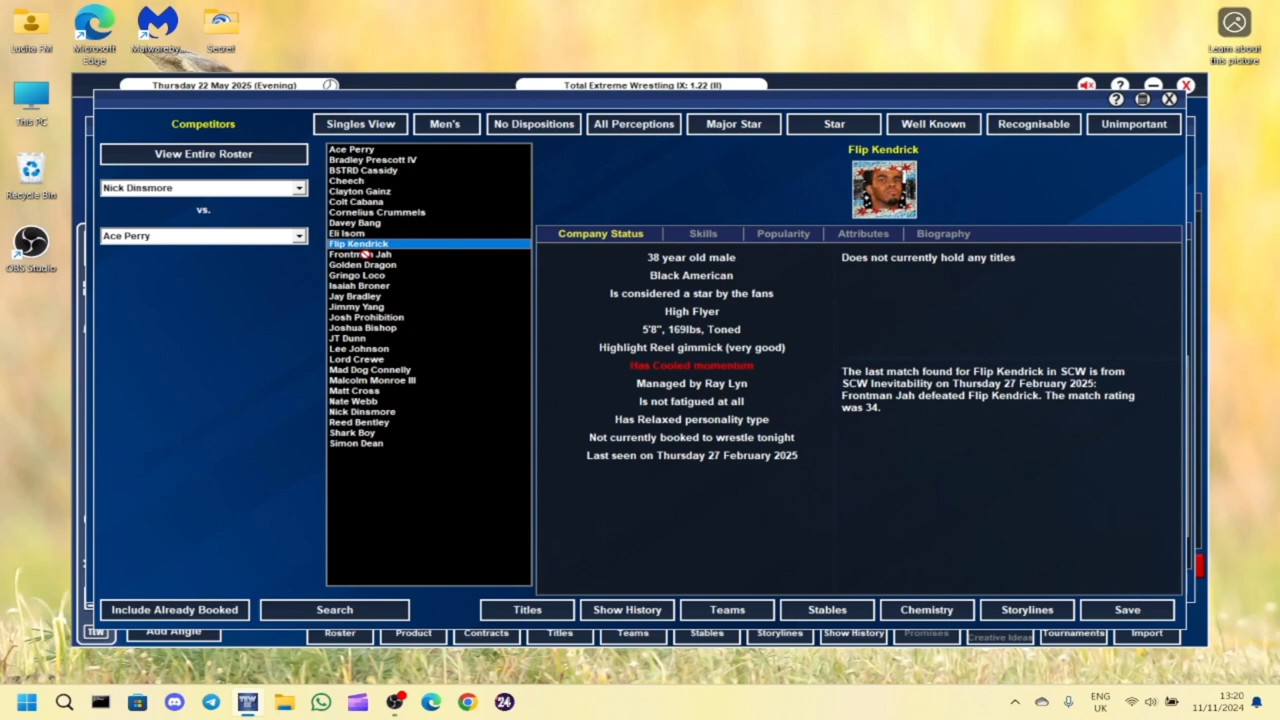 Lucha FM
Microsoft Edge
Malwareby...
Secret
Learn about this picture
This PC
Recycle Bin
OBS Studio
Thursday 22 May 2025 (Evening)
Total Extreme Wrestling IX: 1.22 (II)
Competitors
Singles View
Men's
No Dispositions
All Perceptions
Major Star
Star
Well Known
Recognisable
Unimportant
View Entire Roster
Nick Dinsmore
vs.
Ace Perry
Ace Perry
Bradley Prescott IV
BSTRD Cassidy
Cheech
Clayton Gainz
Colt Cabana
Cornelius Crummels
Davey Bang
Eli Isom
Flip Kendrick
Frontman Jah
Golden Dragon
Gringo Loco
Isaiah Broner
Jay Bradley
Jimmy Yang
Josh Prohibition
Joshua Bishop
JT Dunn
Lee Johnson
Lord Crewe
Mad Dog Connelly
Malcolm Monroe III
Matt Cross
Nate Webb
Nick Dinsmore
Reed Bentley
Shark Boy
Simon Dean
Flip Kendrick
Company Status
Skills
Popularity
Attributes
Biography
38 year old male
Black American
Is considered a star by the fans
High Flyer
5'8", 169lbs, Toned
Highlight Reel gimmick (very good)
Has Cooled momentum
Managed by Ray Lyn
Is not fatigued at all
Has Relaxed personality type
Not currently booked to wrestle tonight
Last seen on Thursday 27 February 2025
Does not currently hold any titles
The last match found for Flip Kendrick in SCW is from
SCW Inevitability on Thursday 27 February 2025:
Frontman Jah defeated Flip Kendrick. The match rating
was 34.
Include Already Booked
Search
Titles
Show History
Teams
Stables
Chemistry
Storylines
Save
TEW
Add Angle
Roster
Product
Contracts
Titles
Teams
Stables
Storylines
Show History
Promises
Creative Ideas
Tournaments
Import
TEW
24
ENG
UK
13:20
11/11/2024